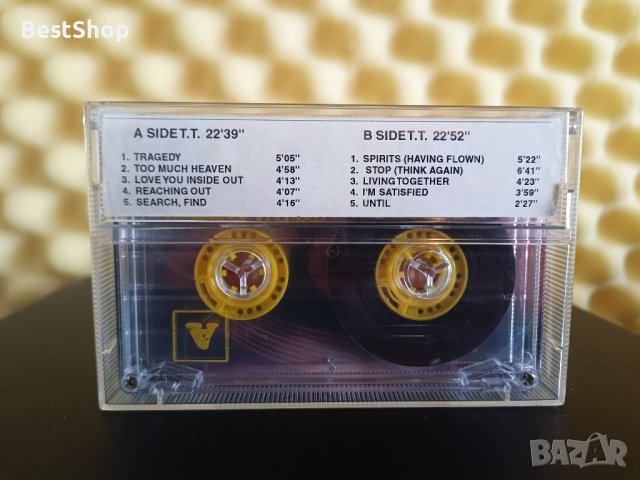 BestShop
A SIDE T.T. 22'39"
1. TRAGEDY 5'05"
2. TOO MUCH HEAVEN 4'58"
3. LOVE YOU INSIDE OUT 4'13"
4. REACHING OUT 4'07"
5. SEARCH, FIND 4'16"
B SIDE T.T. 22'52"
1. SPIRITS (HAVING FLOWN) 5'22"
2. STOP (THINK AGAIN) 6'41"
3. LIVING TOGETHER 4'23"
4. I'M SATISFIED 3'59"
5. UNTIL 2'27"
A
BAZAR